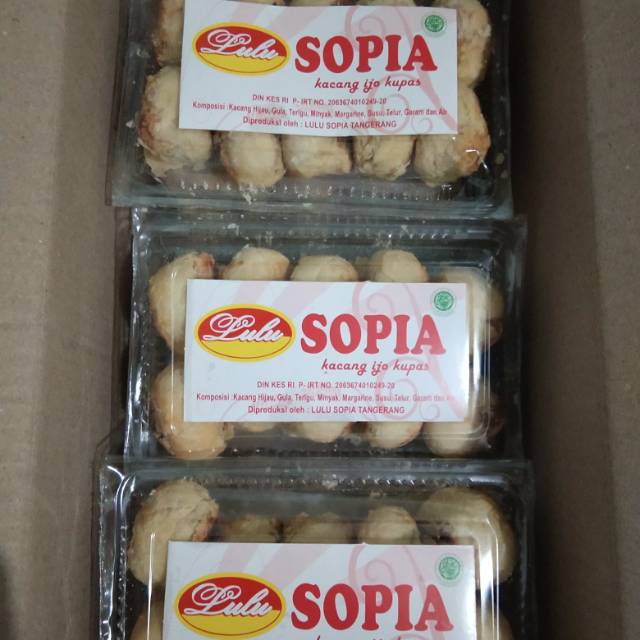 Lulu
SOPIA
kacang ijo kupas
DIN KES RI P- IRT NO. 2063674010249-20
Komposisi : Kacang Hijau, Gula, Terigu, Minyak, Margarine, Susu, Telur, Garam dan Air
Diproduksi oleh : LULU SOPIA TANGERANG
Lulu
SOPIA
kacang ijo kupas
DIN KES RI P- IRT NO. 2063674010249-20
Komposisi : Kacang Hijau, Gula, Terigu, Minyak, Margarine, Susu, Telur, Garam dan Air
Diproduksi oleh : LULU SOPIA TANGERANG
Lulu
SOPIA
kacang ijo kupas